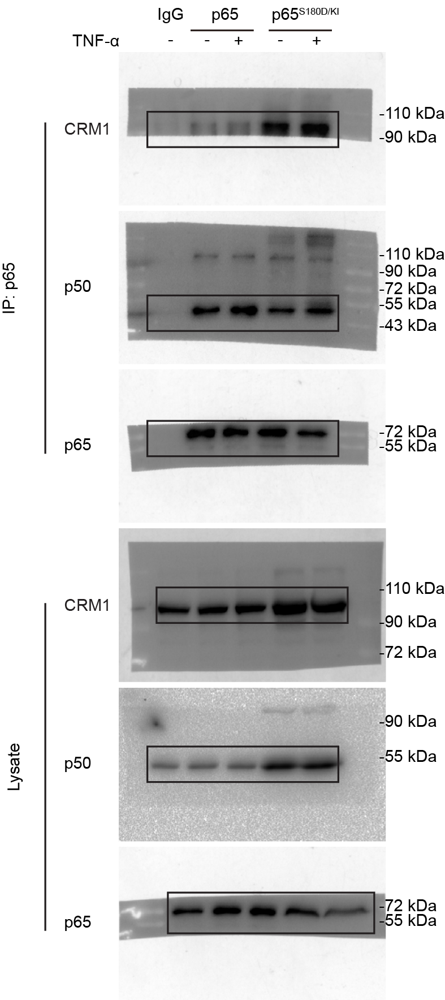 IgG p65 p65S180D/KI
TNF-α - - + - +
IP: p65
CRM1
-110 kDa
-90 kDa
p50
-110 kDa
-90 kDa
-72 kDa
-55 kDa
-43 kDa
p65
-72 kDa
-55 kDa
Lysate
CRM1
-110 kDa
-90 kDa
-72 kDa
p50
-90 kDa
-55 kDa
p65
-72 kDa
-55 kDa